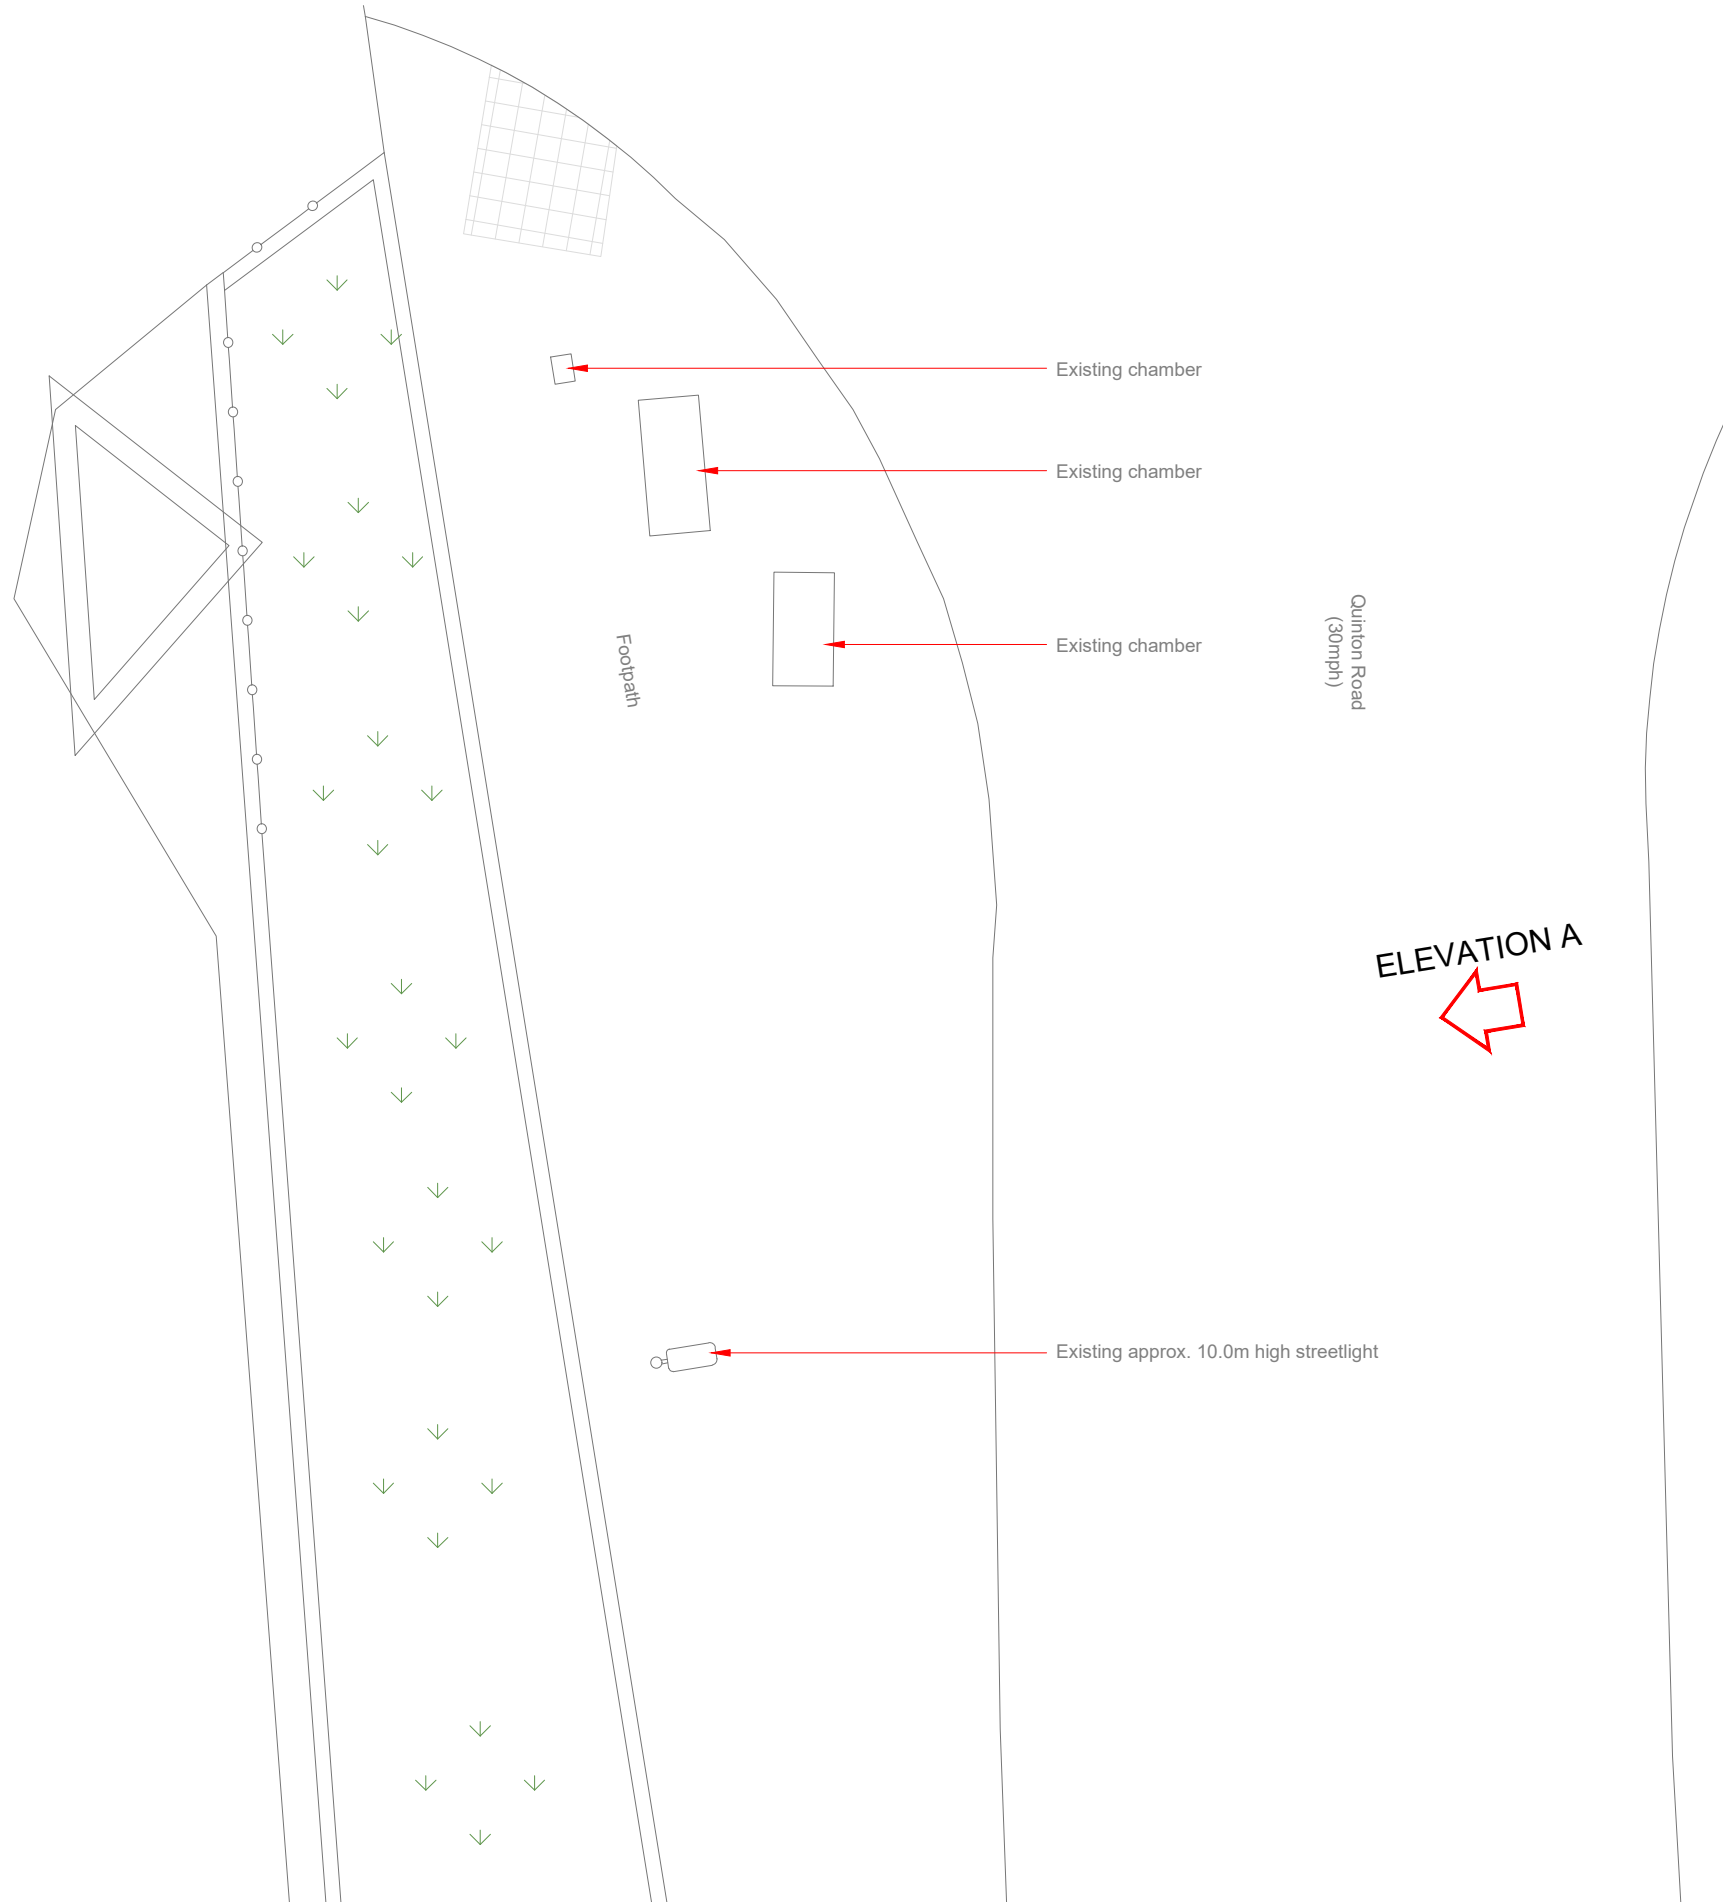 Existing chamber
Existing chamber
Existing chamber
Footpath
Quinton Road
(30mph)
ELEVATION A
Existing approx. 10.0m high streetlight